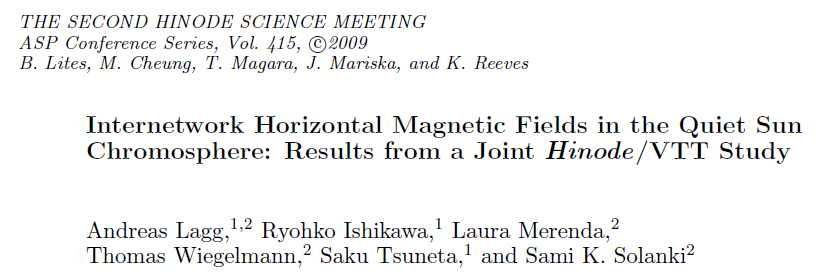 THE SECOND HINODE SCIENCE MEETING
ASP Conference Series, Vol. 415, ©2009
B. Lites, M. Cheung, T. Magara, J. Mariska, and K. Reeves
Internetwork Horizontal Magnetic Fields in the Quiet Sun
Chromosphere: Results from a Joint Hinode/VTT Study
Andreas Lagg,1,2 Ryohko Ishikawa,1 Laura Merenda,2
Thomas Wiegelmann,2 Saku Tsuneta,1 and Sami K. Solanki2